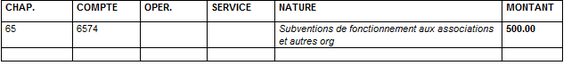 CHAP. COMPTE OPER. SERVICE NATURE MONTANT
65 6574 Subventions de fonctionnement aux associations 500.00
et autres org